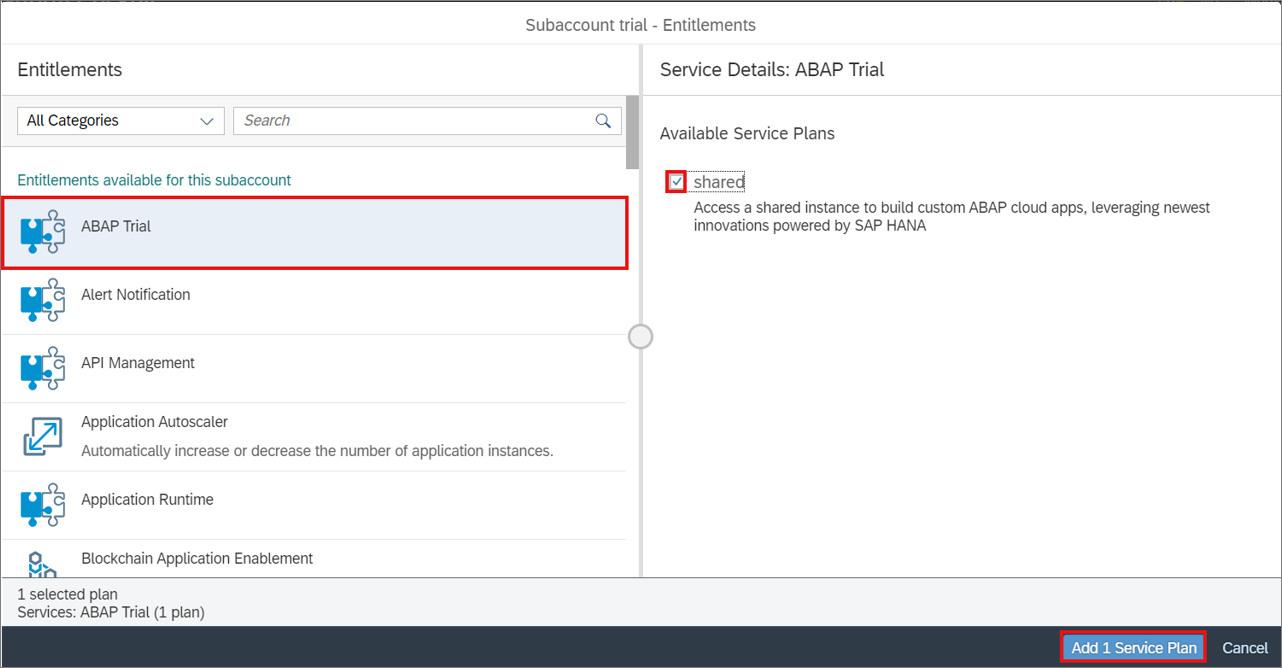 Subaccount trial - Entitlements
Entitlements
Service Details: ABAP Trial
All Categories
Search
Available Service Plans
Entitlements available for this subaccount
shared
Access a shared instance to build custom ABAP cloud apps, leveraging newest
innovations powered by SAP HANA
ABAP Trial
Alert Notification
API Management
Application Autoscaler
Automatically increase or decrease the number of application instances.
Application Runtime
Blockchain Application Enablement
1 selected plan
Services: ABAP Trial (1 plan)
Add 1 Service Plan
Cancel